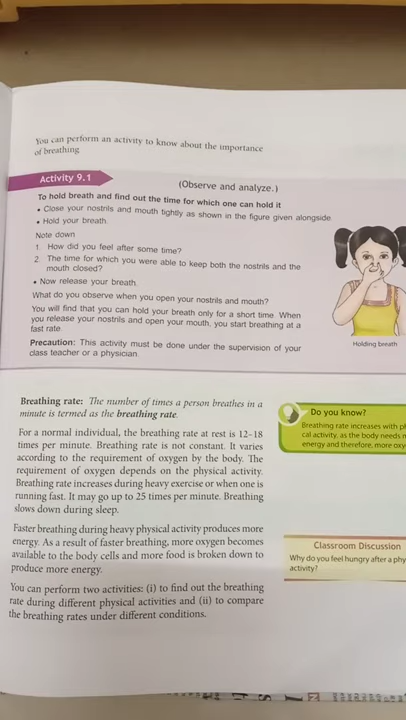 You can perform an activity to know about the importance
of breathing.
Activity 9.1
(Observe and analyze.)
To hold breath and find out the time for which one can hold it
• Close your nostrils and mouth tightly as shown in the figure given alongside.
• Hold your breath.
Note down
1. How did you feel after some time?
2. The time for which you were able to keep both the nostrils and the
mouth closed?
• Now release your breath.
What do you observe when you open your nostrils and mouth?
You will find that you can hold your breath only for a short time. When
you release your nostrils and open your mouth, you start breathing at a
fast rate.
Precaution: This activity must be done under the supervision of your
class teacher or a physician.
Holding breath
Breathing rate: The number of times a person breathes in a
minute is termed as the breathing rate.
For a normal individual, the breathing rate at rest is 12–18
times per minute. Breathing rate is not constant. It varies
according to the requirement of oxygen by the body. The
requirement of oxygen depends on the physical activity.
Breathing rate increases during heavy exercise or when one is
running fast. It may go up to 25 times per minute. Breathing
slows down during sleep.
Faster breathing during heavy physical activity produces more
energy. As a result of faster breathing, more oxygen becomes
available to the body cells and more food is broken down to
produce more energy.
You can perform two activities: (i) to find out the breathing
rate during different physical activities and (ii) to compare
the breathing rates under different conditions.
Do you know?
Breathing rate increases with
cal activity, as the body needs
energy and therefore, more
Classroom Discussion
Why do you feel hungry after a
activity?